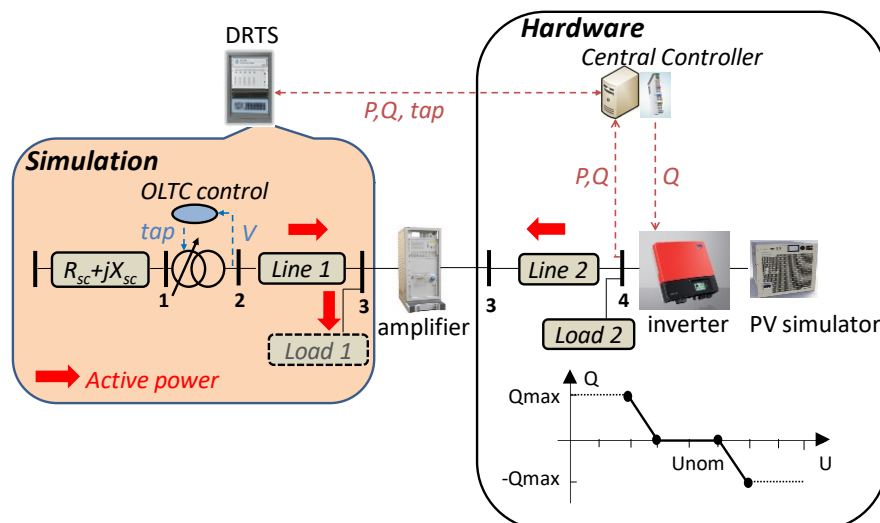 Hardware
DRTS
Central Controller
P,Q, tap
Simulation
OLTC control
P,Q
Q
tap
V
Rsc+jXsc
Line 1
Line 2
1
2
3
3
4
amplifier
inverter
PV simulator
Load 1
Load 2
Active power
Q
Qmax
Unom
U
-Qmax